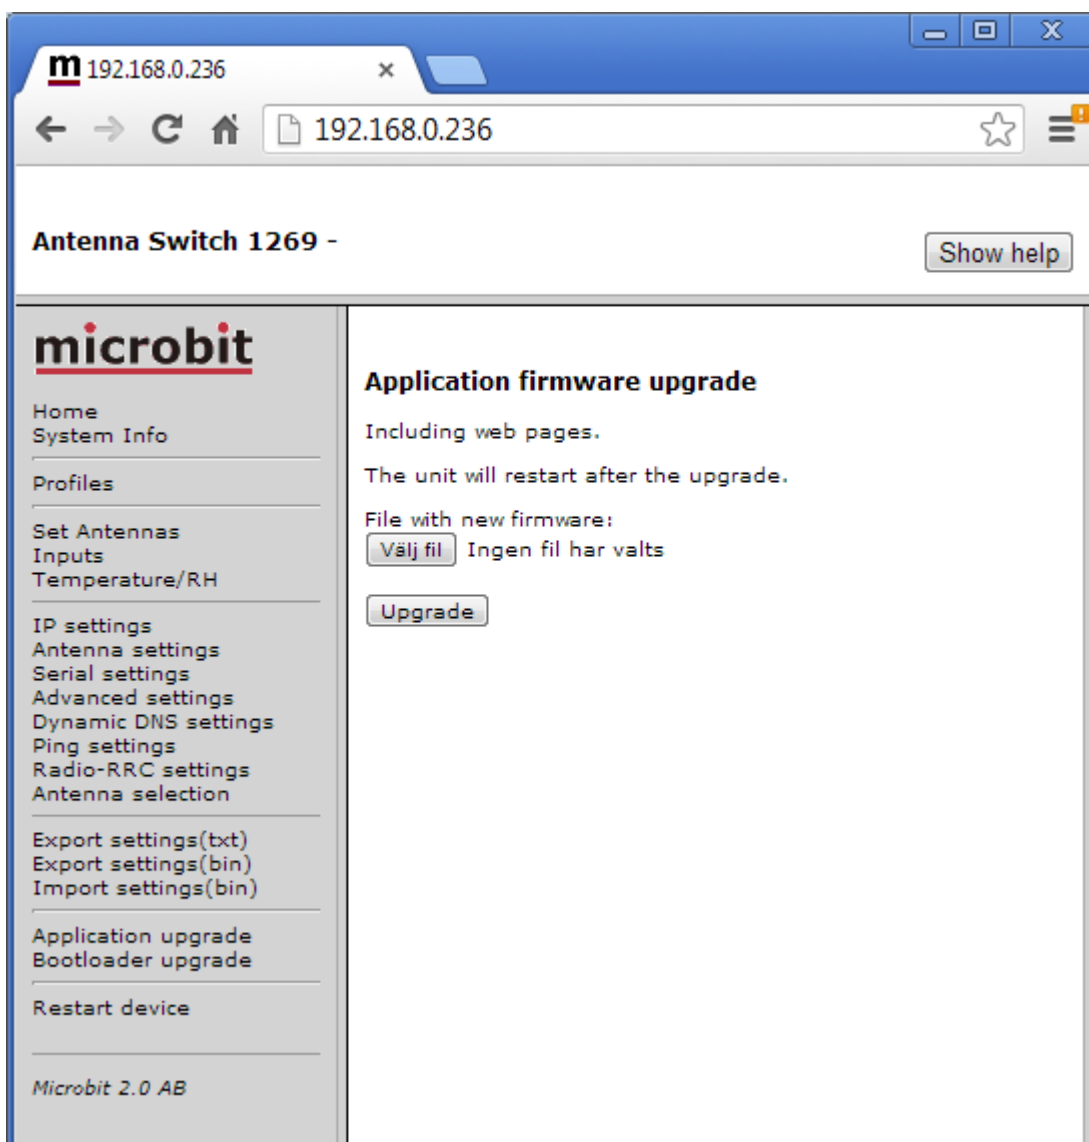 m 192.168.0.236
192.168.0.236
Antenna Switch 1269 -
Show help
microbit
Home
System Info
Profiles
Set Antennas
Inputs
Temperature/RH
IP settings
Antenna settings
Serial settings
Advanced settings
Dynamic DNS settings
Ping settings
Radio-RRC settings
Antenna selection
Export settings(txt)
Export settings(bin)
Import settings(bin)
Application upgrade
Bootloader upgrade
Restart device
Microbit 2.0 AB
Application firmware upgrade
Including web pages.
The unit will restart after the upgrade.
File with new firmware:
Välj fil Ingen fil har valts
Upgrade